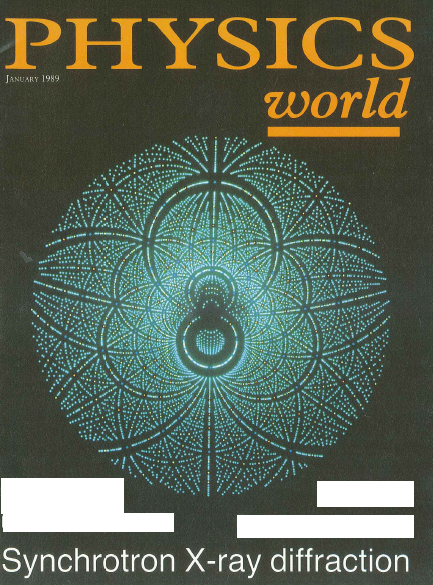 PHYSICS
January 1989
world
Synchrotron X-ray diffraction